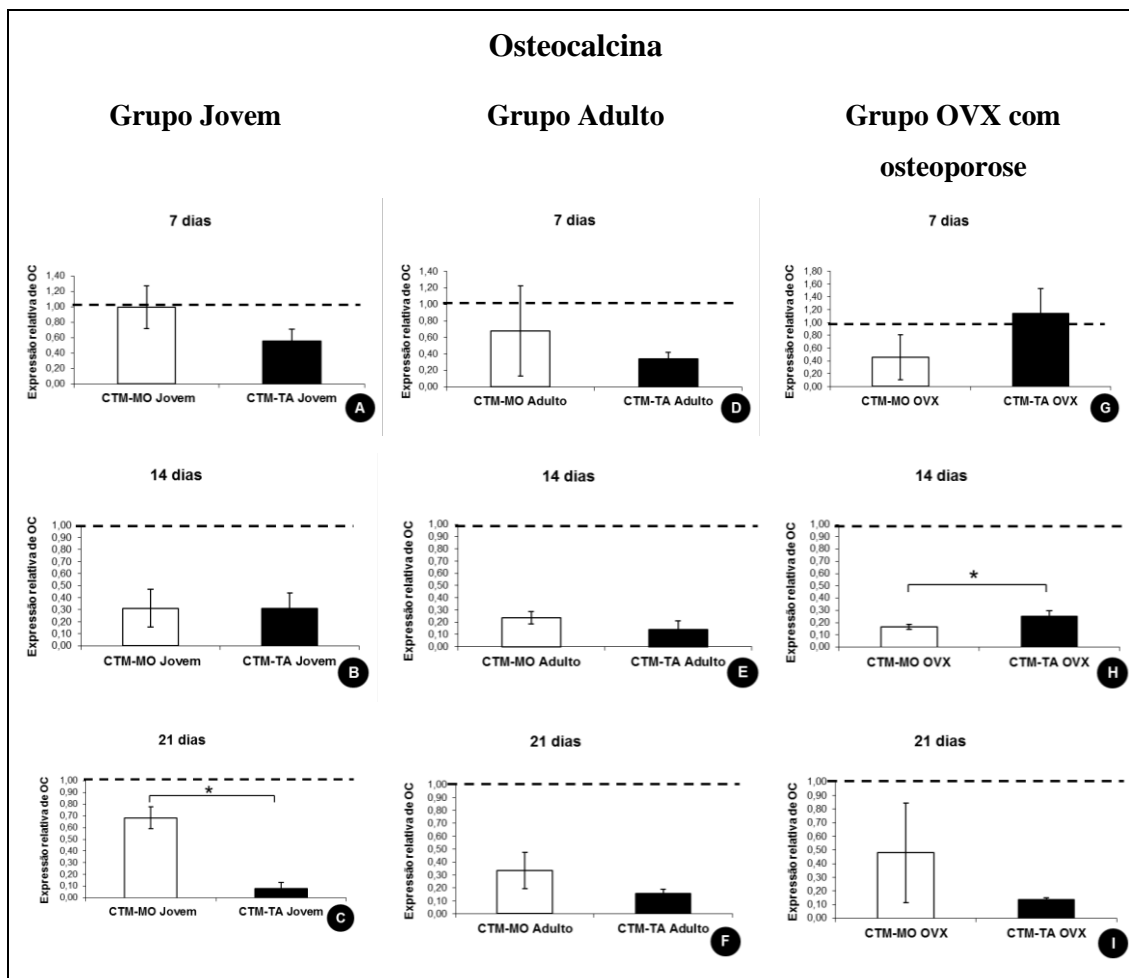 Osteocalcina
Grupo Jovem
Grupo Adulto
Grupo OVX com
osteoporose
7 dias
Expressão relativa de OC
1,40
1,20
1,00
0,80
0,60
0,40
0,20
0,00
CTM-MO Jovem
CTM-TA Jovem
A
7 dias
Expressão relativa de OC
1,40
1,20
1,00
0,80
0,60
0,40
0,20
0,00
CTM-MO Adulto
CTM-TA Adulto
D
7 dias
Expressão relativa de OC
1,80
1,60
1,40
1,20
1,00
0,80
0,60
0,40
0,20
0,00
CTM-MO OVX
CTM-TA OVX
G
14 dias
Expressão relativa de OC
1,00
0,90
0,80
0,70
0,60
0,50
0,40
0,30
0,20
0,10
0,00
CTM-MO Jovem
CTM-TA Jovem
B
14 dias
Expressão relativa de OC
1,00
0,90
0,80
0,70
0,60
0,50
0,40
0,30
0,20
0,10
0,00
CTM-MO Adulto
CTM-TA Adulto
E
14 dias
Expressão relativa de OC
1,00
0,90
0,80
0,70
0,60
0,50
0,40
0,30
0,20
0,10
0,00
*
CTM-MO OVX
CTM-TA OVX
H
21 dias
Expressão relativa de OC
1,00
0,90
0,80
0,70
0,60
0,50
0,40
0,30
0,20
0,10
0,00
*
CTM-MO Jovem
CTM-TA Jovem
C
21 dias
Expressão relativa de OC
1,00
0,90
0,80
0,70
0,60
0,50
0,40
0,30
0,20
0,10
0,00
CTM-MO Adulto
CTM-TA Adulto
F
21 dias
Expressão relativa de OC
1,00
0,90
0,80
0,70
0,60
0,50
0,40
0,30
0,20
0,10
0,00
CTM-MO OVX
CTM-TA OVX
I